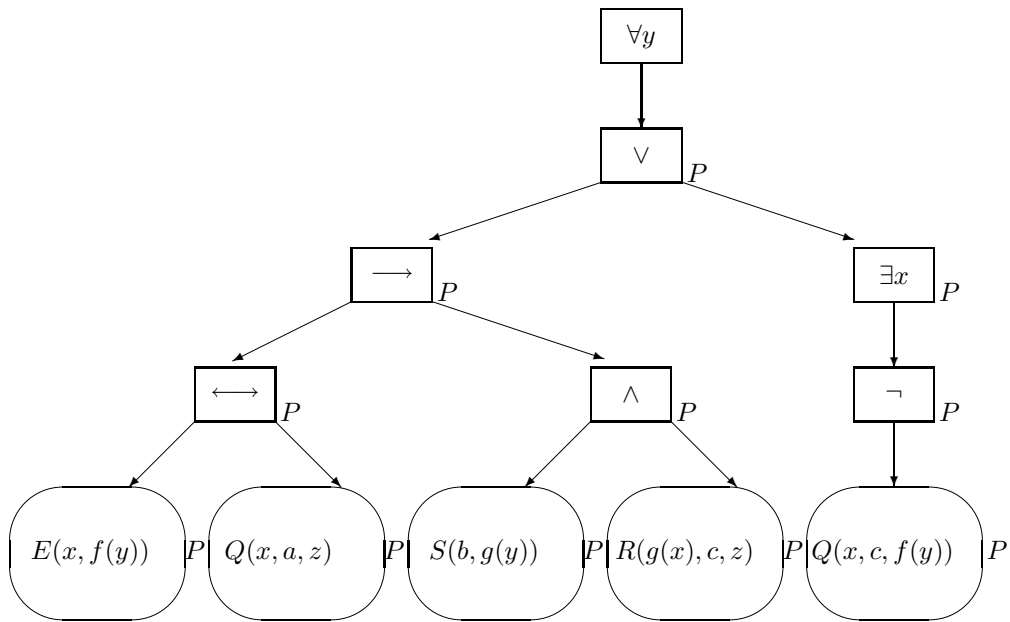 ∀y
∨ P
⟶ P ∃x P
⟷ P ∧ P ¬ P
E(x, f(y)) P Q(x, a, z) P S(b, g(y)) P R(g(x), c, z) P Q(x, c, f(y)) P